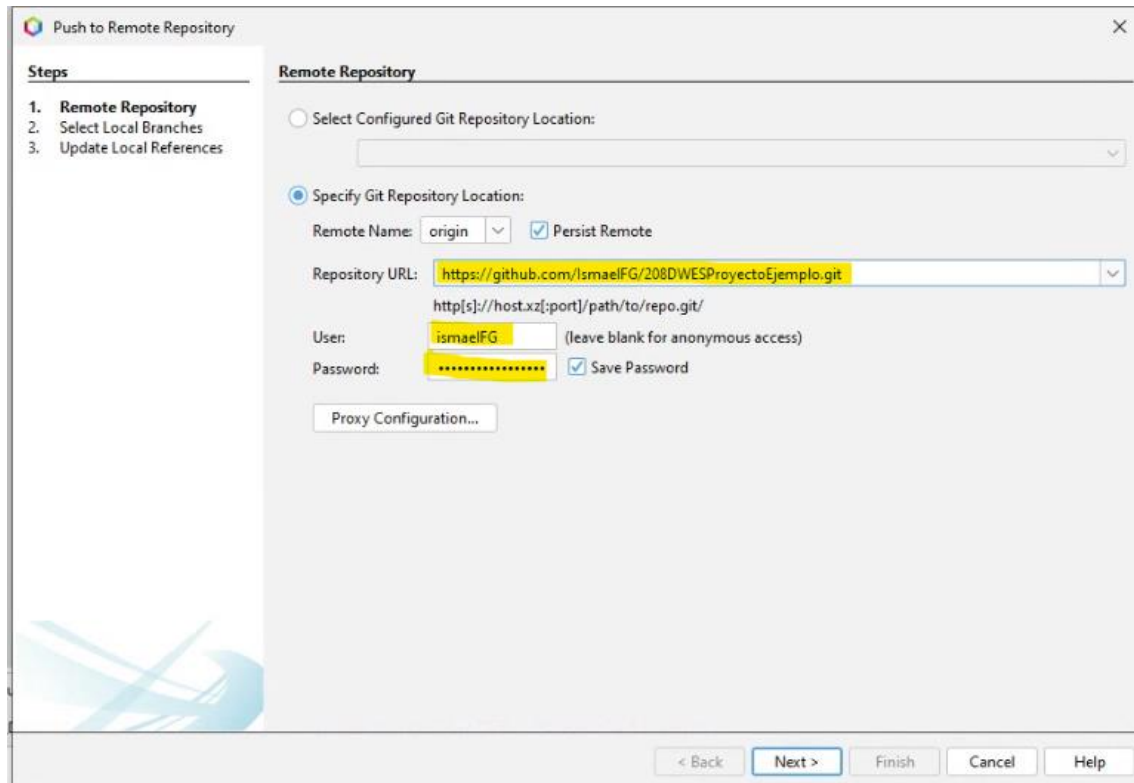 Push to Remote Repository
Steps
1. Remote Repository
2. Select Local Branches
3. Update Local References
Remote Repository
Select Configured Git Repository Location:
Specify Git Repository Location:
Remote Name: origin Persist Remote
Repository URL: https://github.com/IsmaelFG/208DWESProyectoEjemplo.git
http[s]://host.xz[:port]/path/to/repo.git/
User: ismaelFG (leave blank for anonymous access)
Password: •••••••••••••••••• Save Password
Proxy Configuration...
< Back Next > Finish Cancel Help